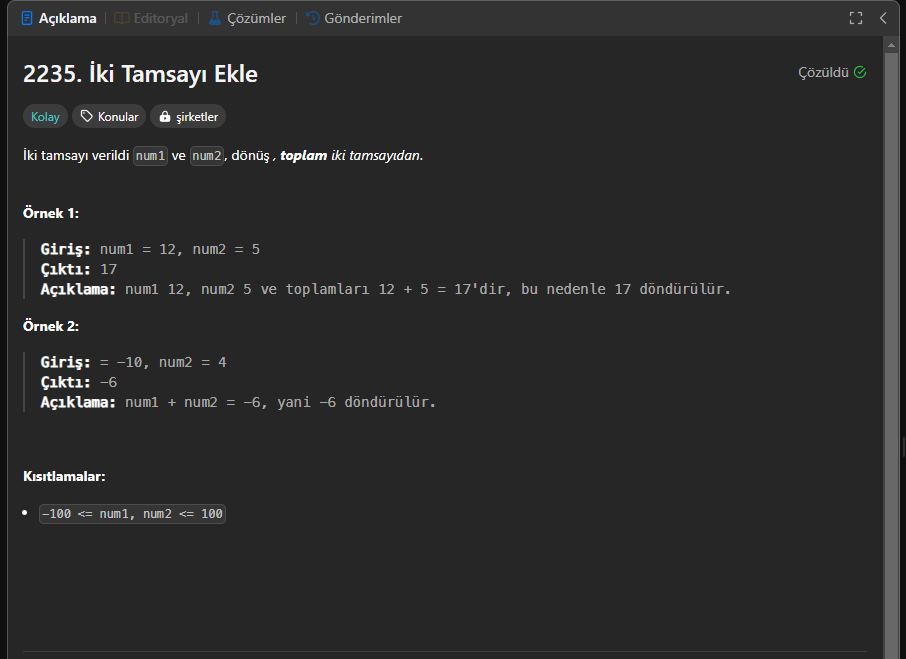 Açıklama | Editoryal | Çözümler | Gönderimler
2235. İki Tamsayı Ekle
Çözüldü
Kolay Konular şirketler
İki tamsayı verildi num1 ve num2, dönüş , toplam iki tamsayıdan.
Örnek 1:
Giriş: num1 = 12, num2 = 5
Çıktı: 17
Açıklama: num1 12, num2 5 ve toplamları 12 + 5 = 17'dir, bu nedenle 17 döndürülür.
Örnek 2:
Giriş: = −10, num2 = 4
Çıktı: −6
Açıklama: num1 + num2 = −6, yani −6 döndürülür.
Kısıtlamalar:
• −100 <= num1, num2 <= 100